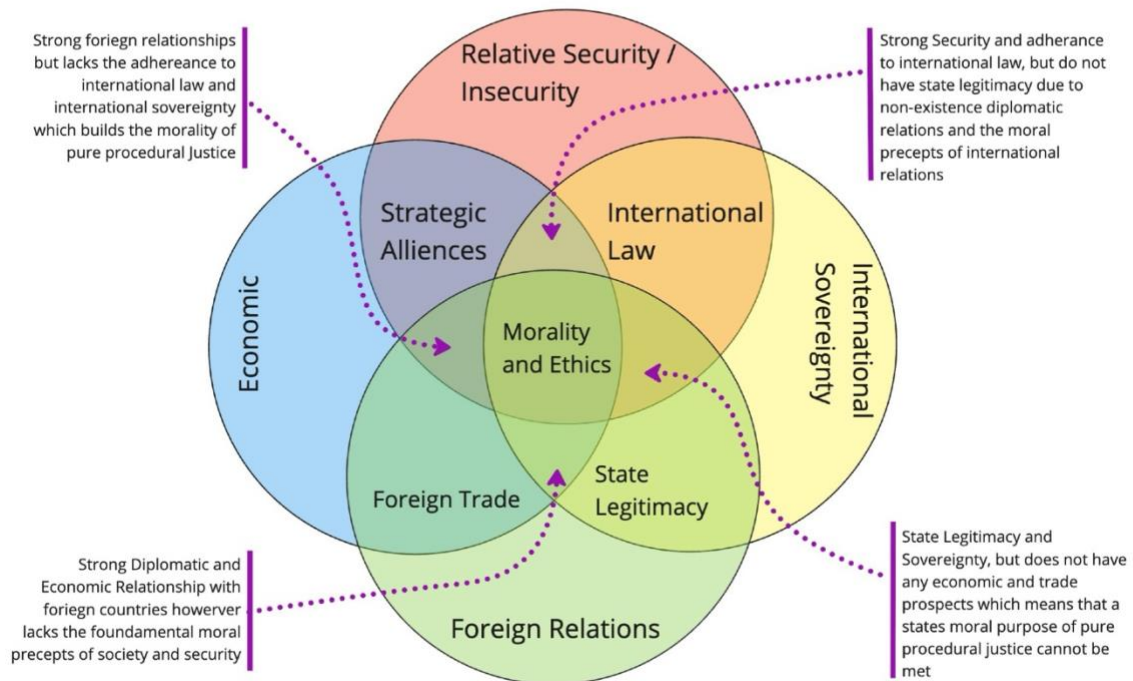 Strong foriegn relationships
but lacks the adhereance to
international law and
international sovereignty
which builds the morality of
pure procedural Justice
Relative Security /
Insecurity
Strong Security and adherance
to international law, but do not
have state legitimacy due to
non-existence diplomatic
relations and the moral
precepts of international
relations
Strategic
Alliences
International
Law
Economic
International
Sovereignty
Morality
and Ethics
Foreign Trade
State
Legitimacy
Foreign Relations
Strong Diplomatic and
Economic Relationship with
foriegn countries howerver
lacks the foundamental moral
precepts of society and security
State Legitimacy and
Sovereignty, but does not have
any economic and trade
prospects which means that a
states moral purpose of pure
procedural justice cannot be
met